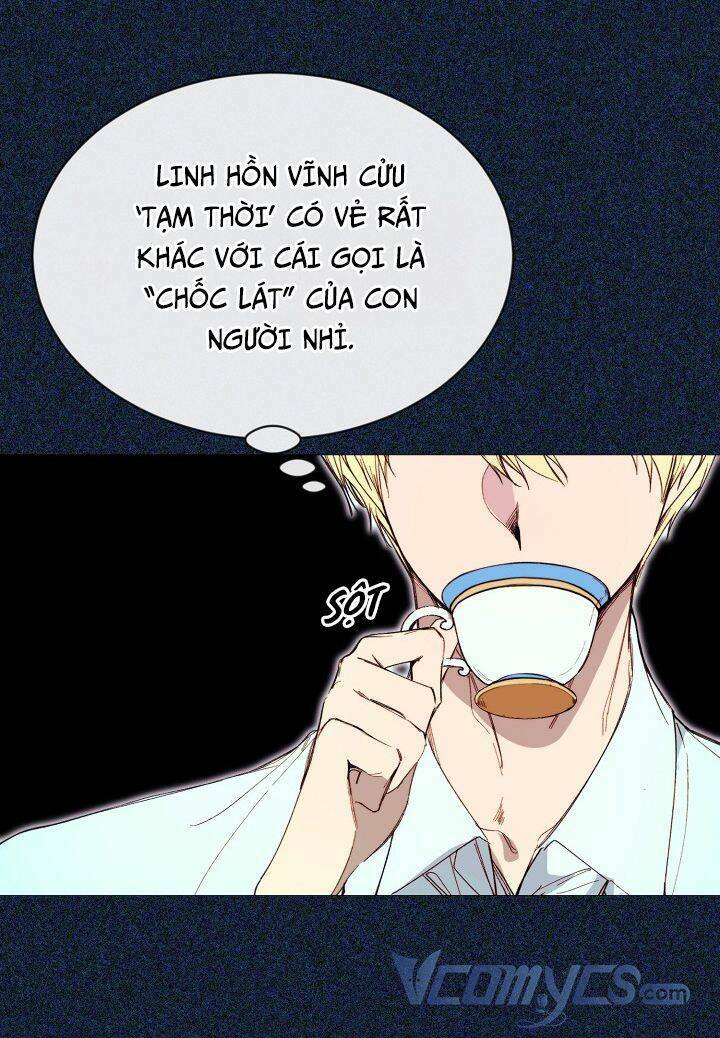 LINH HỒN VĨNH CỬU
‘TẠM THỜI’ CÓ VẺ RẤT
KHÁC VỚI CÁI GỌI LÀ
“CHỐC LÁT” CỦA CON
NGƯỜI NHỈ.
SỘT
VCOMYCS.com